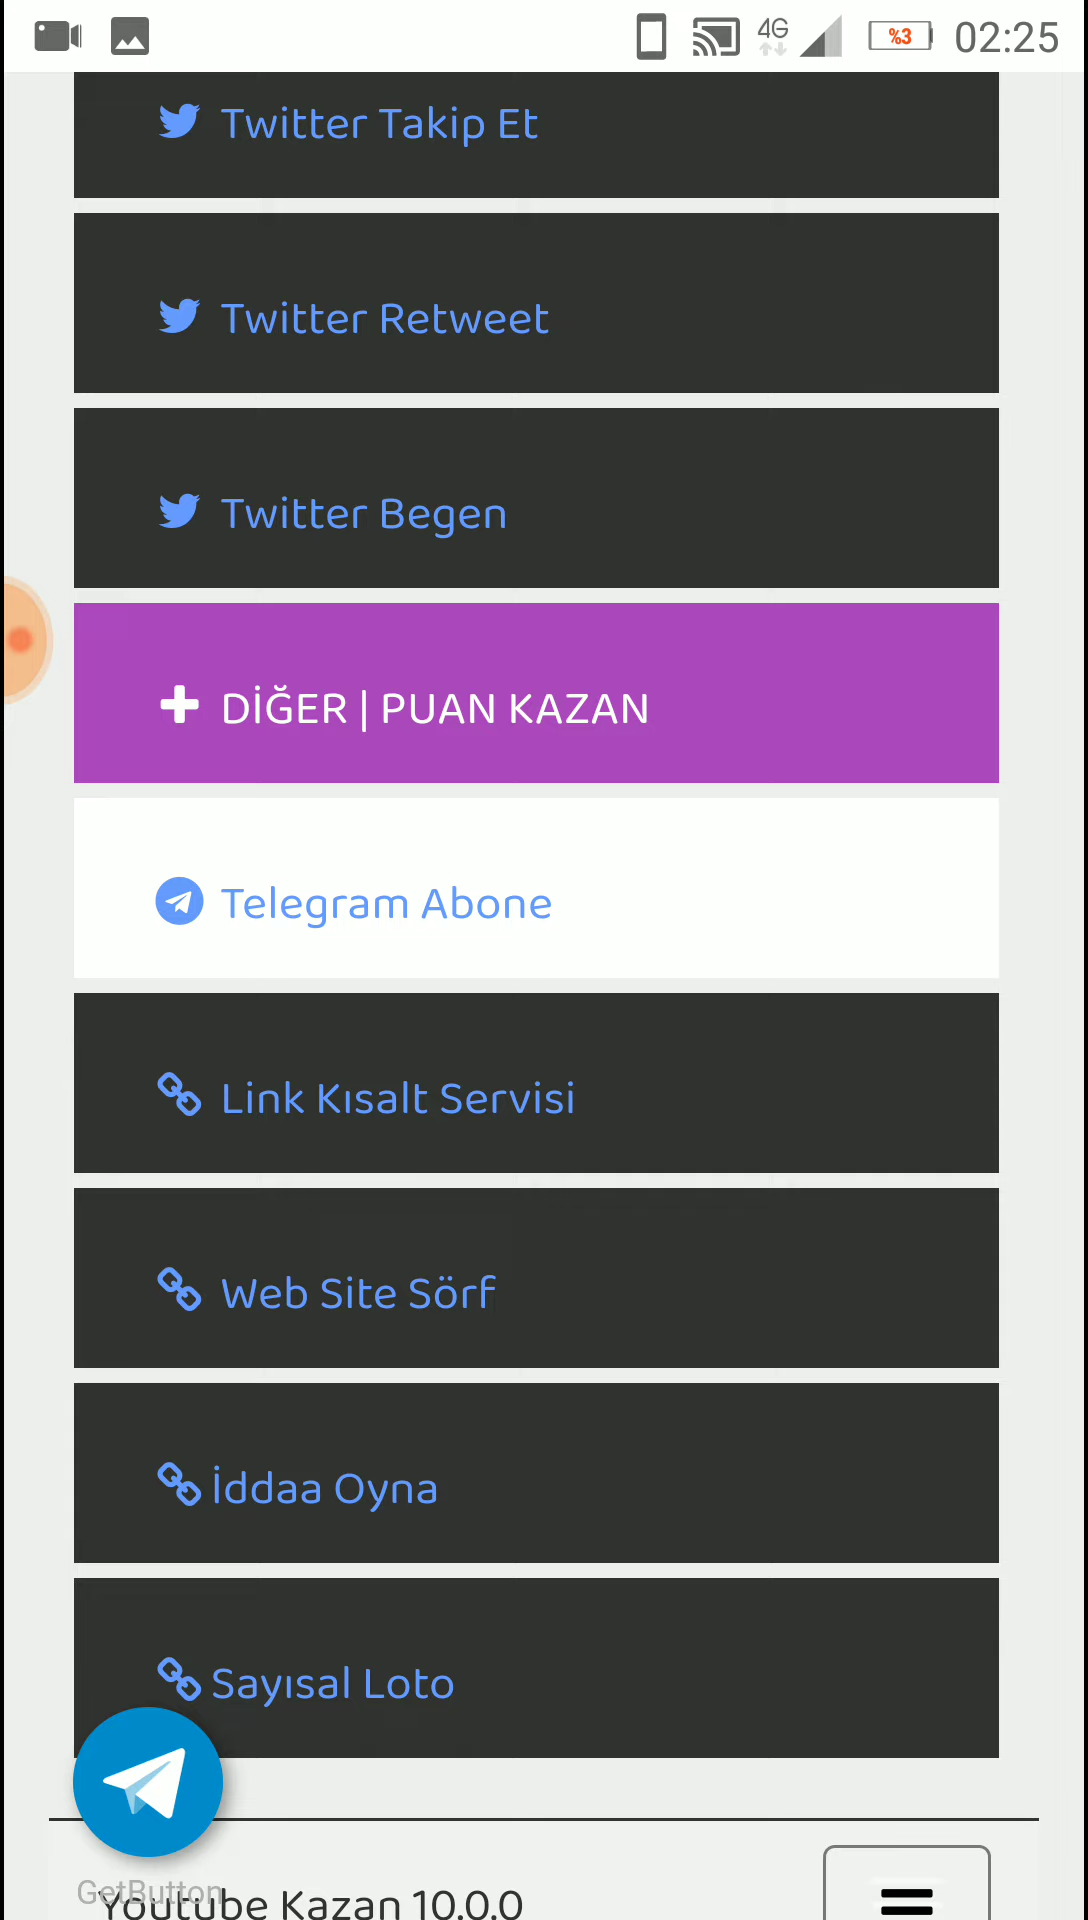 4G %3 02:25
Twitter Takip Et
Twitter Retweet
Twitter Begen
DİĞER | PUAN KAZAN
Telegram Abone
Link Kısalt Servisi
Web Site Sörf
İddaa Oyna
Sayısal Loto
GetButton
Youtube Kazan 10.0.0